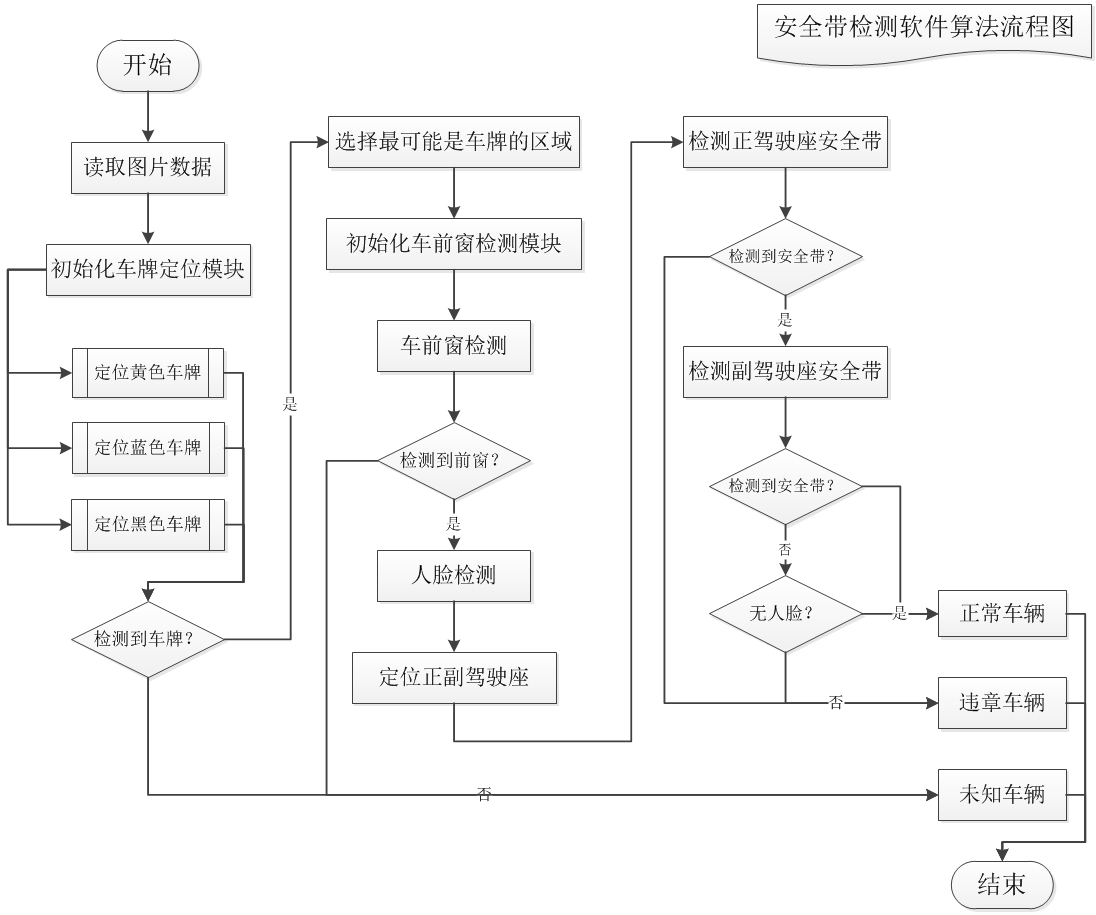 安全带检测软件算法流程图
开始
读取图片数据
初始化车牌定位模块
定位黄色车牌
定位蓝色车牌
定位黑色车牌
检测到车牌？
是
选择最可能是车牌的区域
初始化车前窗检测模块
车前窗检测
检测到前窗？
是
人脸检测
定位正副驾驶座
否
检测正驾驶座安全带
检测到安全带？
是
检测副驾驶座安全带
检测到安全带？
否
无人脸？
是
否
正常车辆
违章车辆
未知车辆
结束